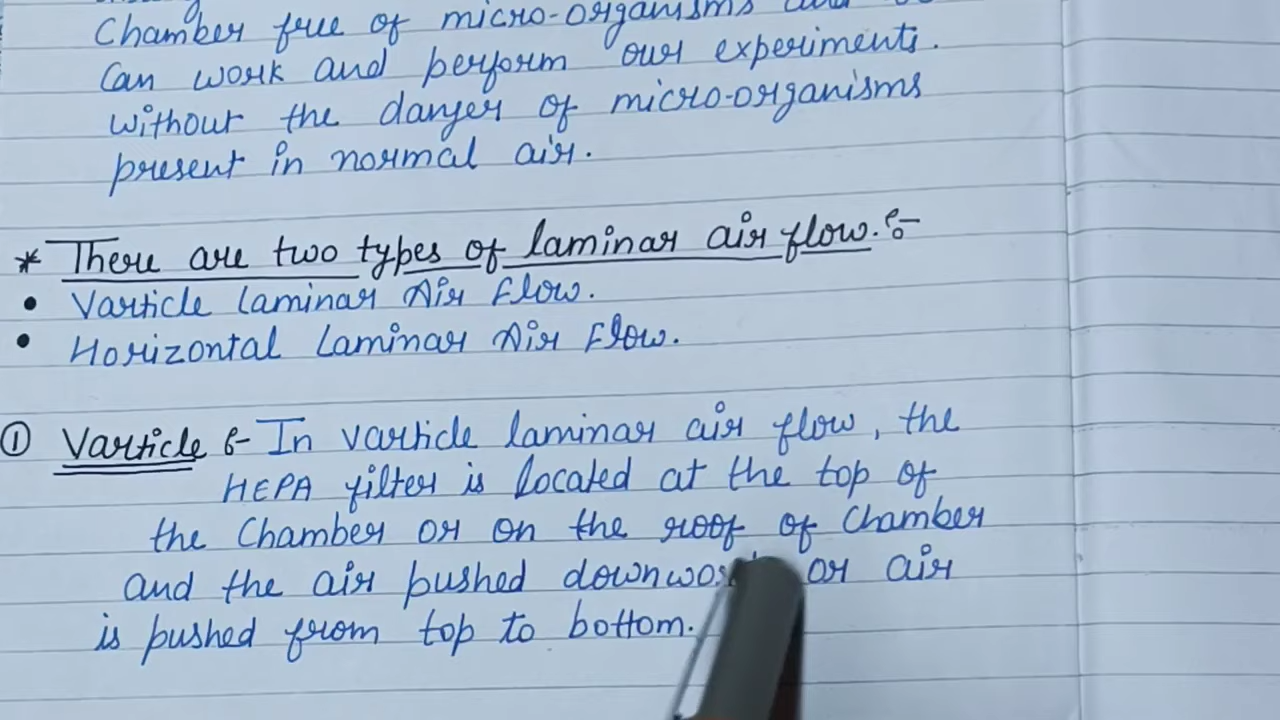 Chamber free of micro-organisms and
Can work and perform our experiments.
without the danger of micro-organisms
present in normal air.
* There are two types of laminar air flow. :-
• Varticle Laminar Air Flow.
• Horizontal Laminar Air Flow.
① Varticle :- In varticle laminar air flow, the
HEPA filter is located at the top of
the Chamber or on the roof of Chamber
and the air pushed or air
is pushed from top to bottom.